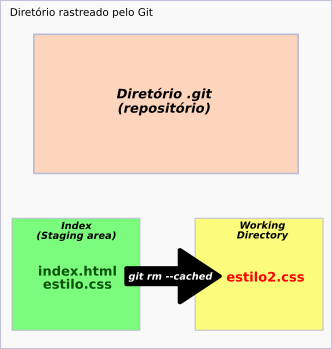 Diretório rastreado pelo Git
Diretório .git
(repositório)
Index
(Staging area)
index.html
estilo.css
git rm --cached
Working
Directory
estilo2.css